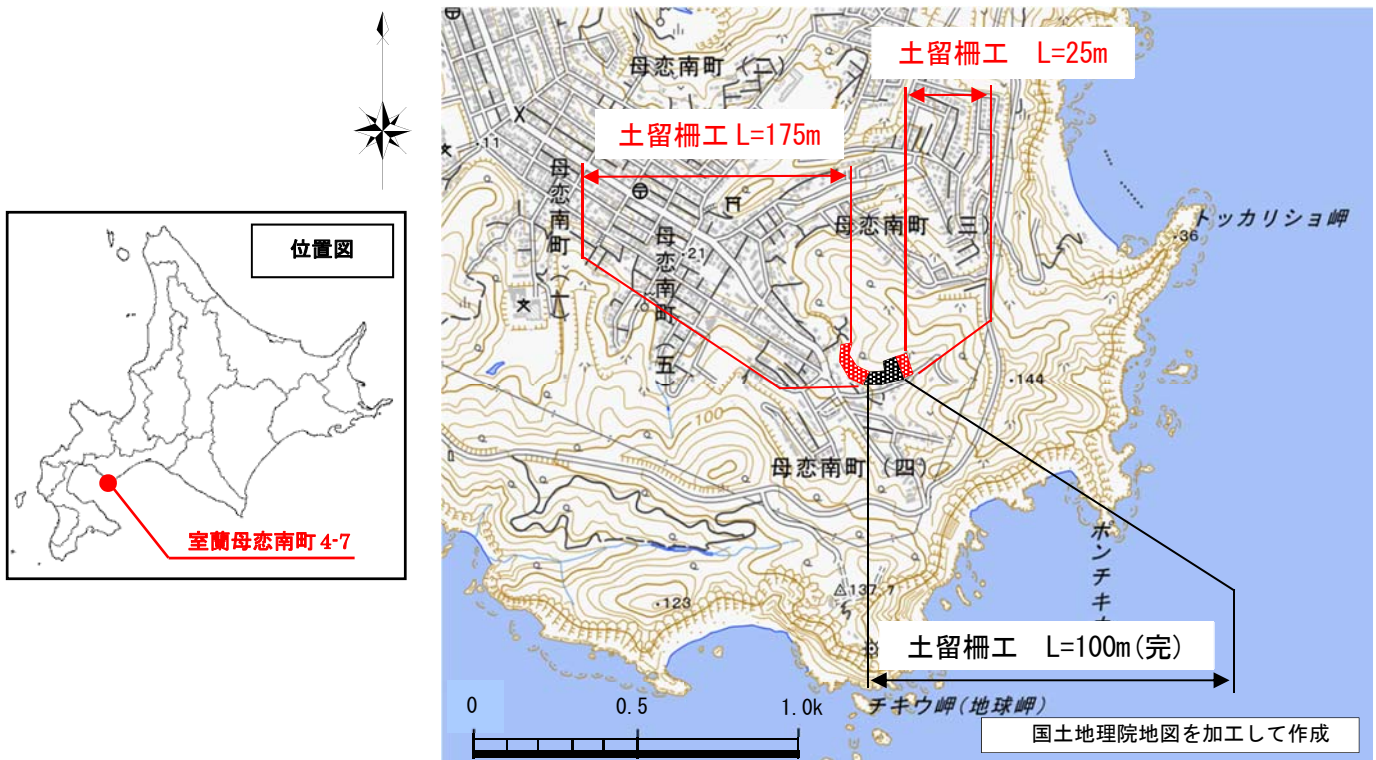 位置図
室蘭母恋南町 4-7
土留柵工　L=25m
母恋南町(二)
土留柵工 L=175m
・11
母恋南町(六)
母恋南町(五)
・21
母恋南町(三)
トッカリショ岬
・36
・144
100
母恋南町(四)
ポンチキ
137.7
・123
土留柵工　L=100m(完)
チキウ岬(地球岬)
0 0.5 1.0k
国土地理院地図を加工して作成